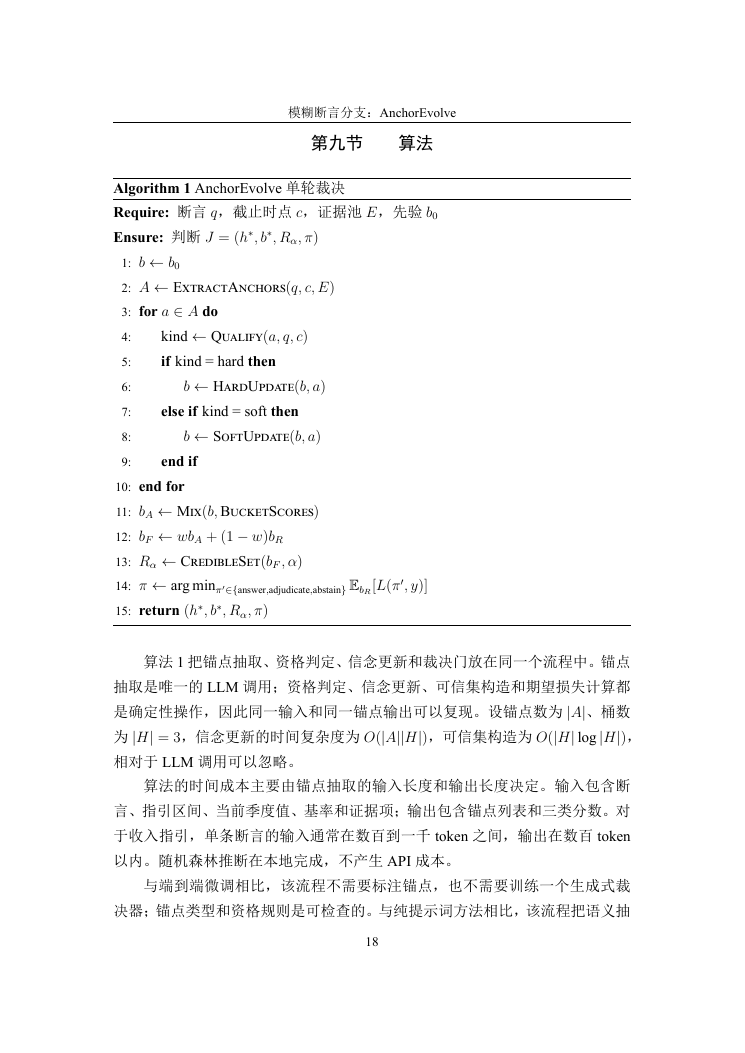 模糊断言分支：AnchorEvolve
第九节 算法
Algorithm 1 AnchorEvolve 单轮裁决
Require: 断言 q，截止时点 c，证据池 E，先验 b₀
Ensure: 判断 J = (h*, b*, Rα, π)
1: b ← b₀
2: A ← EXTRACTANCHORS(q, c, E)
3: for a ∈ A do
4: kind ← QUALIFY(a, q, c)
5: if kind = hard then
6: b ← HARDUPDATE(b, a)
7: else if kind = soft then
8: b ← SOFTUPDATE(b, a)
9: end if
10: end for
11: b_A ← MIX(b, BUCKETSCORES)
12: b_F ← wb_A + (1 − w)b_R
13: Rα ← CREDIBLESET(b_F, α)
14: π ← arg min_{π′∈{answer,adjudicate,abstain}} 𝔼_{b_R}[L(π′, y)]
15: return (h*, b*, Rα, π)
算法 1 把锚点抽取、资格判定、信念更新和裁决门放在同一个流程中。锚点
抽取是唯一的 LLM 调用；资格判定、信念更新、可信集构造和期望损失计算都
是确定性操作，因此同一输入和同一锚点输出可以复现。设锚点数为 |A|、桶数
为 |H| = 3，信念更新的时间复杂度为 O(|A||H|)，可信集构造为 O(|H| log |H|)，
相对于 LLM 调用可以忽略。
算法的时间成本主要由锚点抽取的输入长度和输出长度决定。输入包含断
言、指引区间、当前季度值、基率和证据项；输出包含锚点列表和三类分数。对
于收入指引，单条断言的输入通常在数百到一千 token 之间，输出在数百 token
以内。随机森林推断在本地完成，不产生 API 成本。
与端到端微调相比，该流程不需要标注锚点，也不需要训练一个生成式裁
决器；锚点类型和资格规则是可检查的。与纯提示词方法相比，该流程把语义抽
18